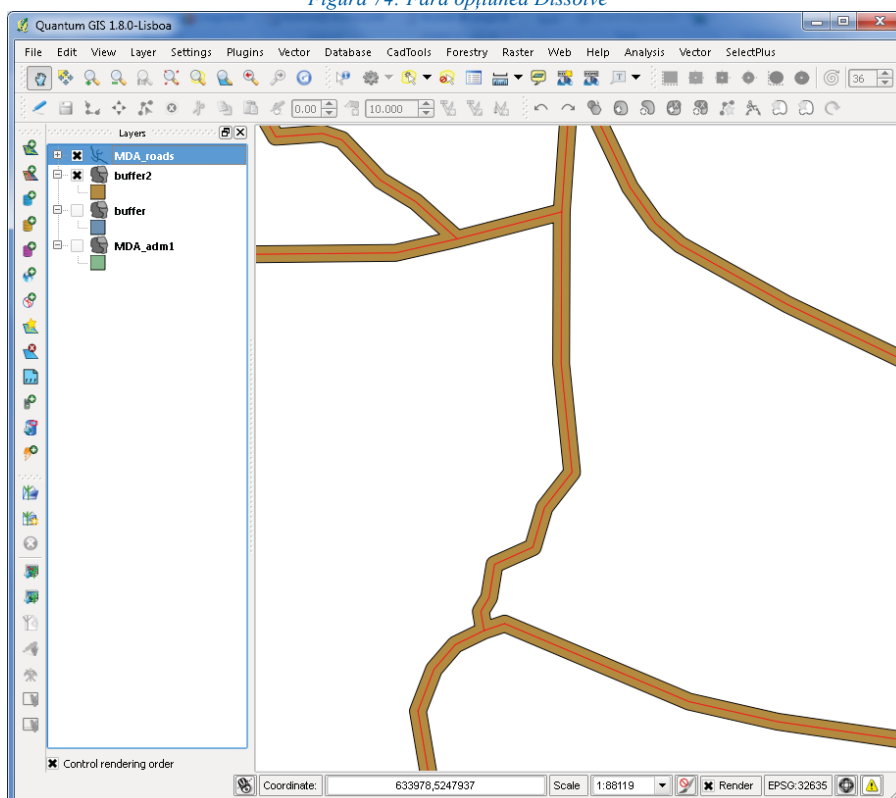 Figura 74. Fără opțiunea Dissolve
Quantum GIS 1.8.0-Lisboa
File Edit View Layer Settings Plugins Vector Database CadTools Forestry Raster Web Help Analysis Vector SelectPlus
36
0.00 10.000
Layers
MDA_roads
buffer2
buffer
MDA_adm1
Control rendering order
Coordinate: 633978,5247937 Scale 1:88119 Render EPSG:32635